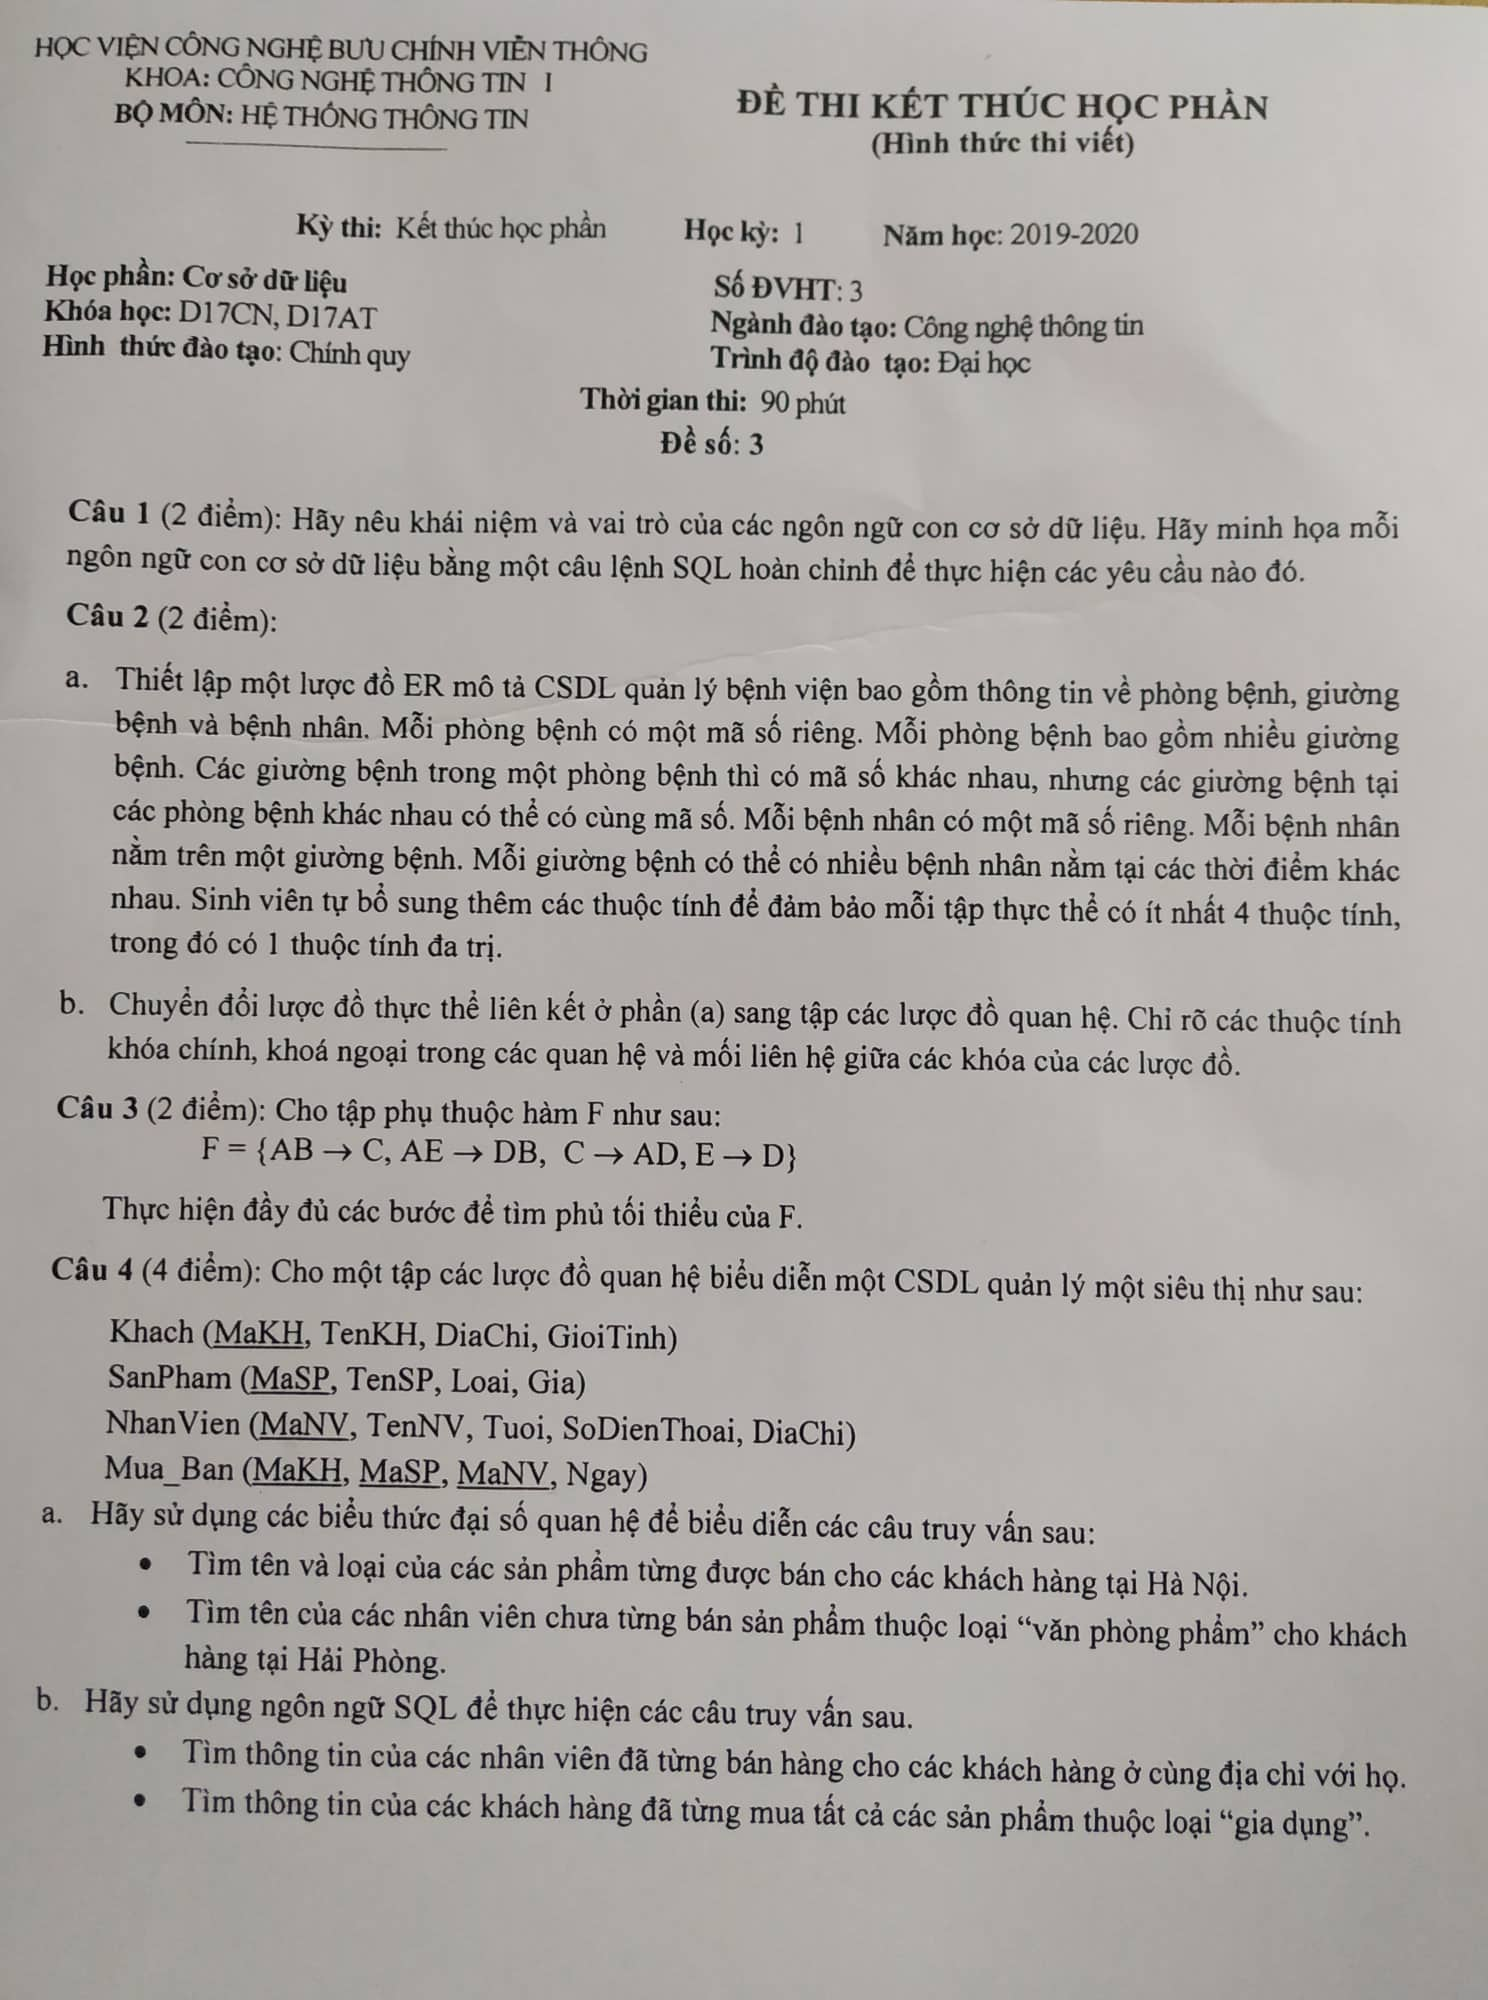 HỌC VIỆN CÔNG NGHỆ BƯU CHÍNH VIỄN THÔNG
KHOA: CÔNG NGHỆ THÔNG TIN I
BỘ MÔN: HỆ THỐNG THÔNG TIN
ĐỀ THI KẾT THÚC HỌC PHẦN
(Hình thức thi viết)
Kỳ thi: Kết thúc học phần Học kỳ: 1 Năm học: 2019-2020
Học phần: Cơ sở dữ liệu
Khóa học: D17CN, D17AT
Hình thức đào tạo: Chính quy
Số ĐVHT: 3
Ngành đào tạo: Công nghệ thông tin
Trình độ đào tạo: Đại học
Thời gian thi: 90 phút
Đề số: 3
Câu 1 (2 điểm): Hãy nêu khái niệm và vai trò của các ngôn ngữ con cơ sở dữ liệu. Hãy minh họa mỗi
ngôn ngữ con cơ sở dữ liệu bằng một câu lệnh SQL hoàn chỉnh để thực hiện các yêu cầu nào đó.
Câu 2 (2 điểm):
a. Thiết lập một lược đồ ER mô tả CSDL quản lý bệnh viện bao gồm thông tin về phòng bệnh, giường
bệnh và bệnh nhân. Mỗi phòng bệnh có một mã số riêng. Mỗi phòng bệnh bao gồm nhiều giường
bệnh. Các giường bệnh trong một phòng bệnh thì có mã số khác nhau, nhưng các giường bệnh tại
các phòng bệnh khác nhau có thể có cùng mã số. Mỗi bệnh nhân có một mã số riêng. Mỗi bệnh nhân
nằm trên một giường bệnh. Mỗi giường bệnh có thể có nhiều bệnh nhân nằm tại các thời điểm khác
nhau. Sinh viên tự bổ sung thêm các thuộc tính để đảm bảo mỗi tập thực thể có ít nhất 4 thuộc tính,
trong đó có 1 thuộc tính đa trị.
b. Chuyển đổi lược đồ thực thể liên kết ở phần (a) sang tập các lược đồ quan hệ. Chỉ rõ các thuộc tính
khóa chính, khoá ngoại trong các quan hệ và mối liên hệ giữa các khóa của các lược đồ.
Câu 3 (2 điểm): Cho tập phụ thuộc hàm F như sau:
F = {AB → C, AE → DB, C → AD, E → D}
Thực hiện đầy đủ các bước để tìm phủ tối thiểu của F.
Câu 4 (4 điểm): Cho một tập các lược đồ quan hệ biểu diễn một CSDL quản lý một siêu thị như sau:
Khach (MaKH, TenKH, DiaChi, GioiTinh)
SanPham (MaSP, TenSP, Loai, Gia)
NhanVien (MaNV, TenNV, Tuoi, SoDienThoai, DiaChi)
Mua_Ban (MaKH, MaSP, MaNV, Ngay)
a. Hãy sử dụng các biểu thức đại số quan hệ để biểu diễn các câu truy vấn sau:
• Tìm tên và loại của các sản phẩm từng được bán cho các khách hàng tại Hà Nội.
• Tìm tên của các nhân viên chưa từng bán sản phẩm thuộc loại “văn phòng phẩm” cho khách
hàng tại Hải Phòng.
b. Hãy sử dụng ngôn ngữ SQL để thực hiện các câu truy vấn sau.
• Tìm thông tin của các nhân viên đã từng bán hàng cho các khách hàng ở cùng địa chỉ với họ.
• Tìm thông tin của các khách hàng đã từng mua tất cả các sản phẩm thuộc loại “gia dụng”.